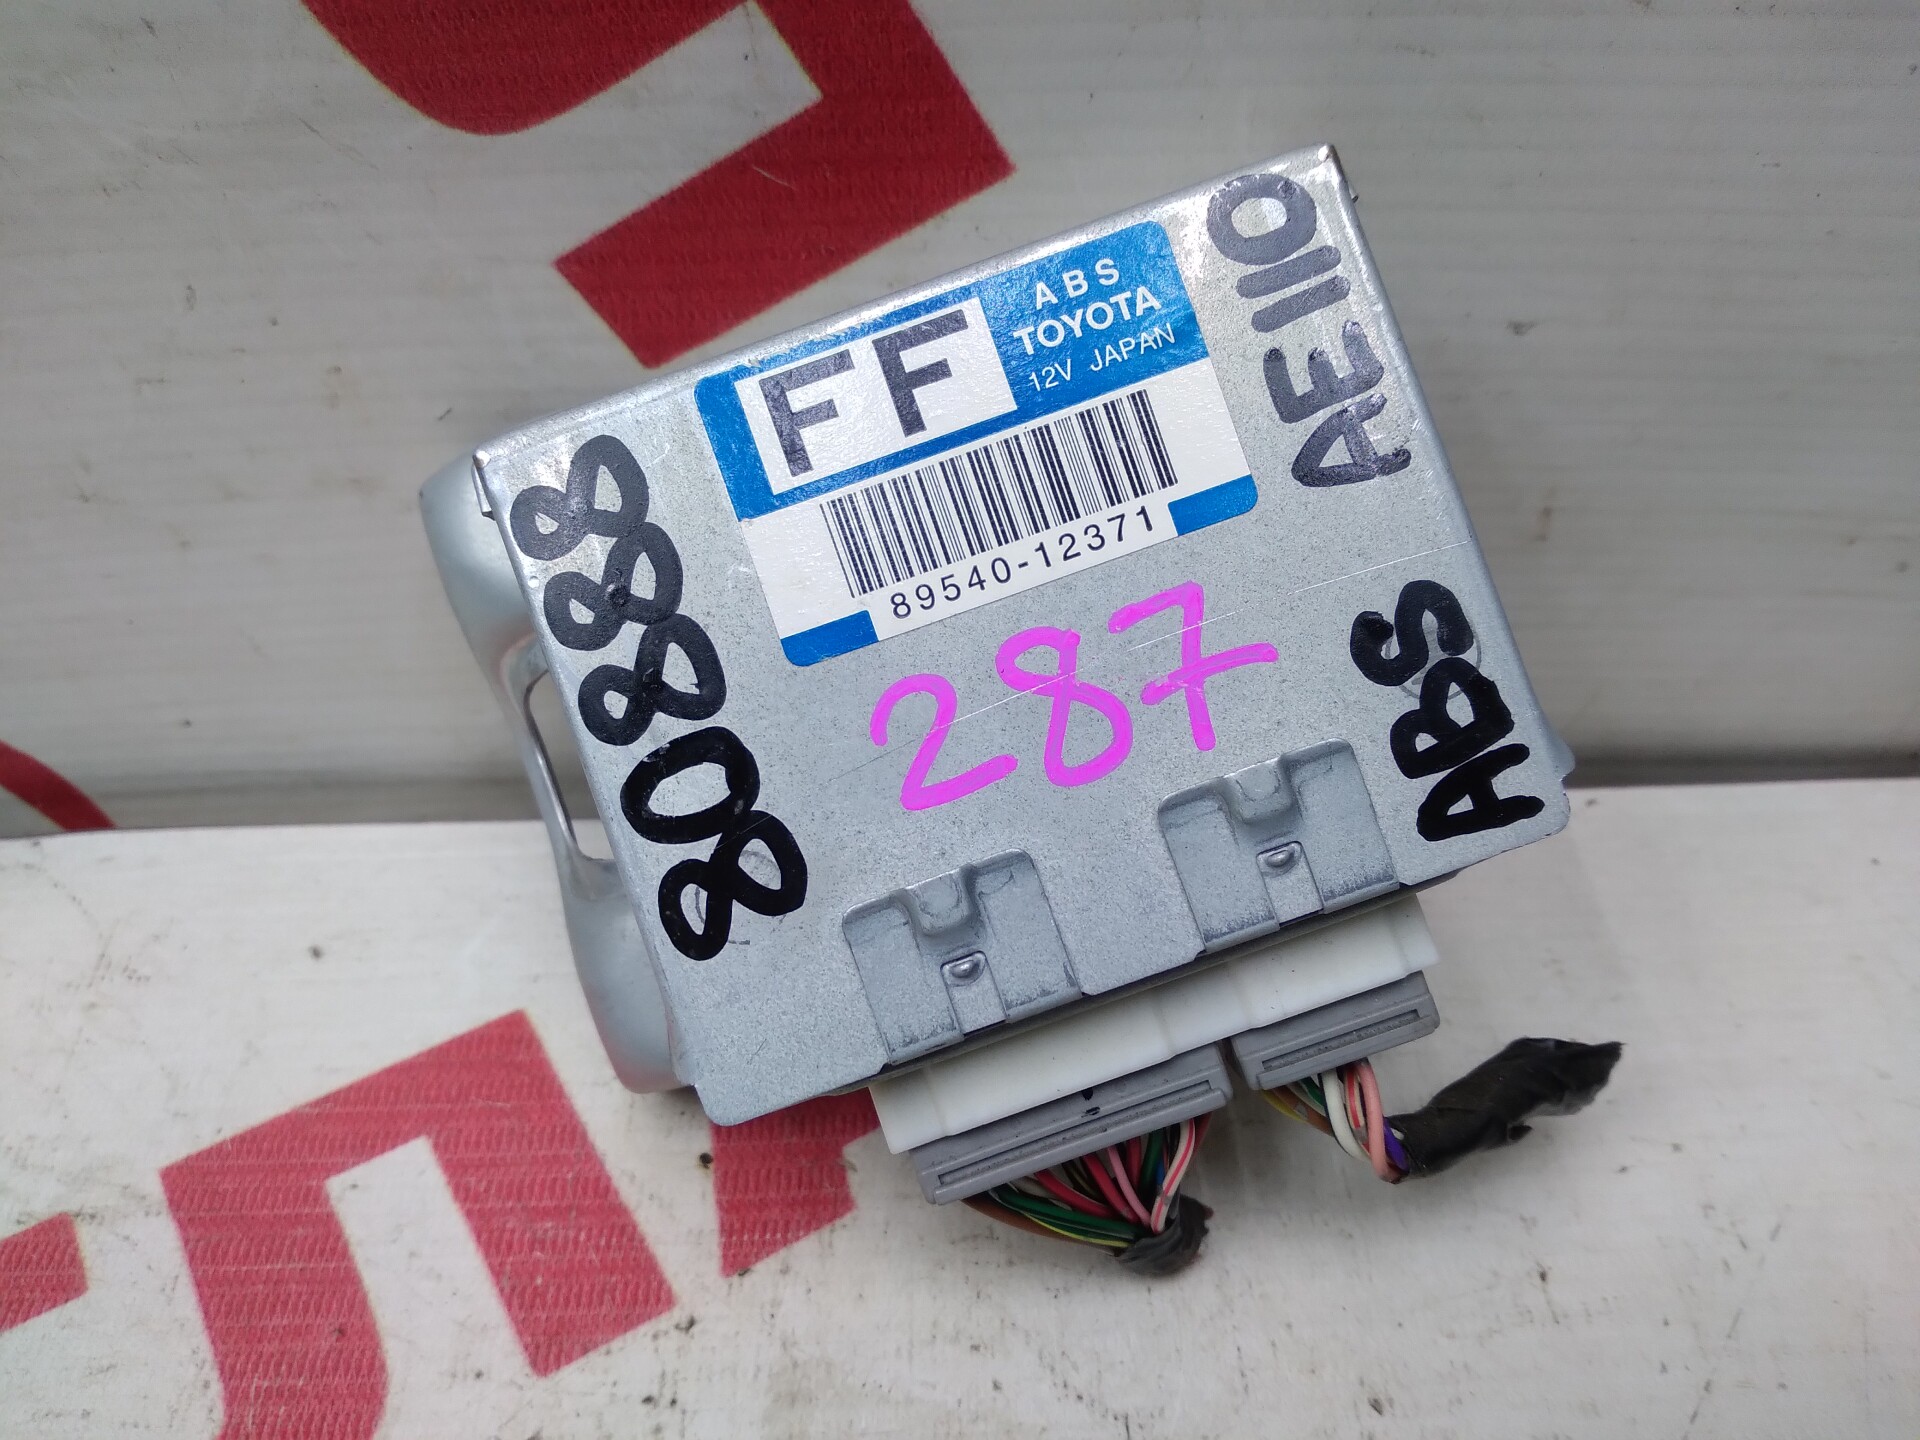 FF
ABS
TOYOTA
12V JAPAN
89540-12371
AE110
80888
287
ABS